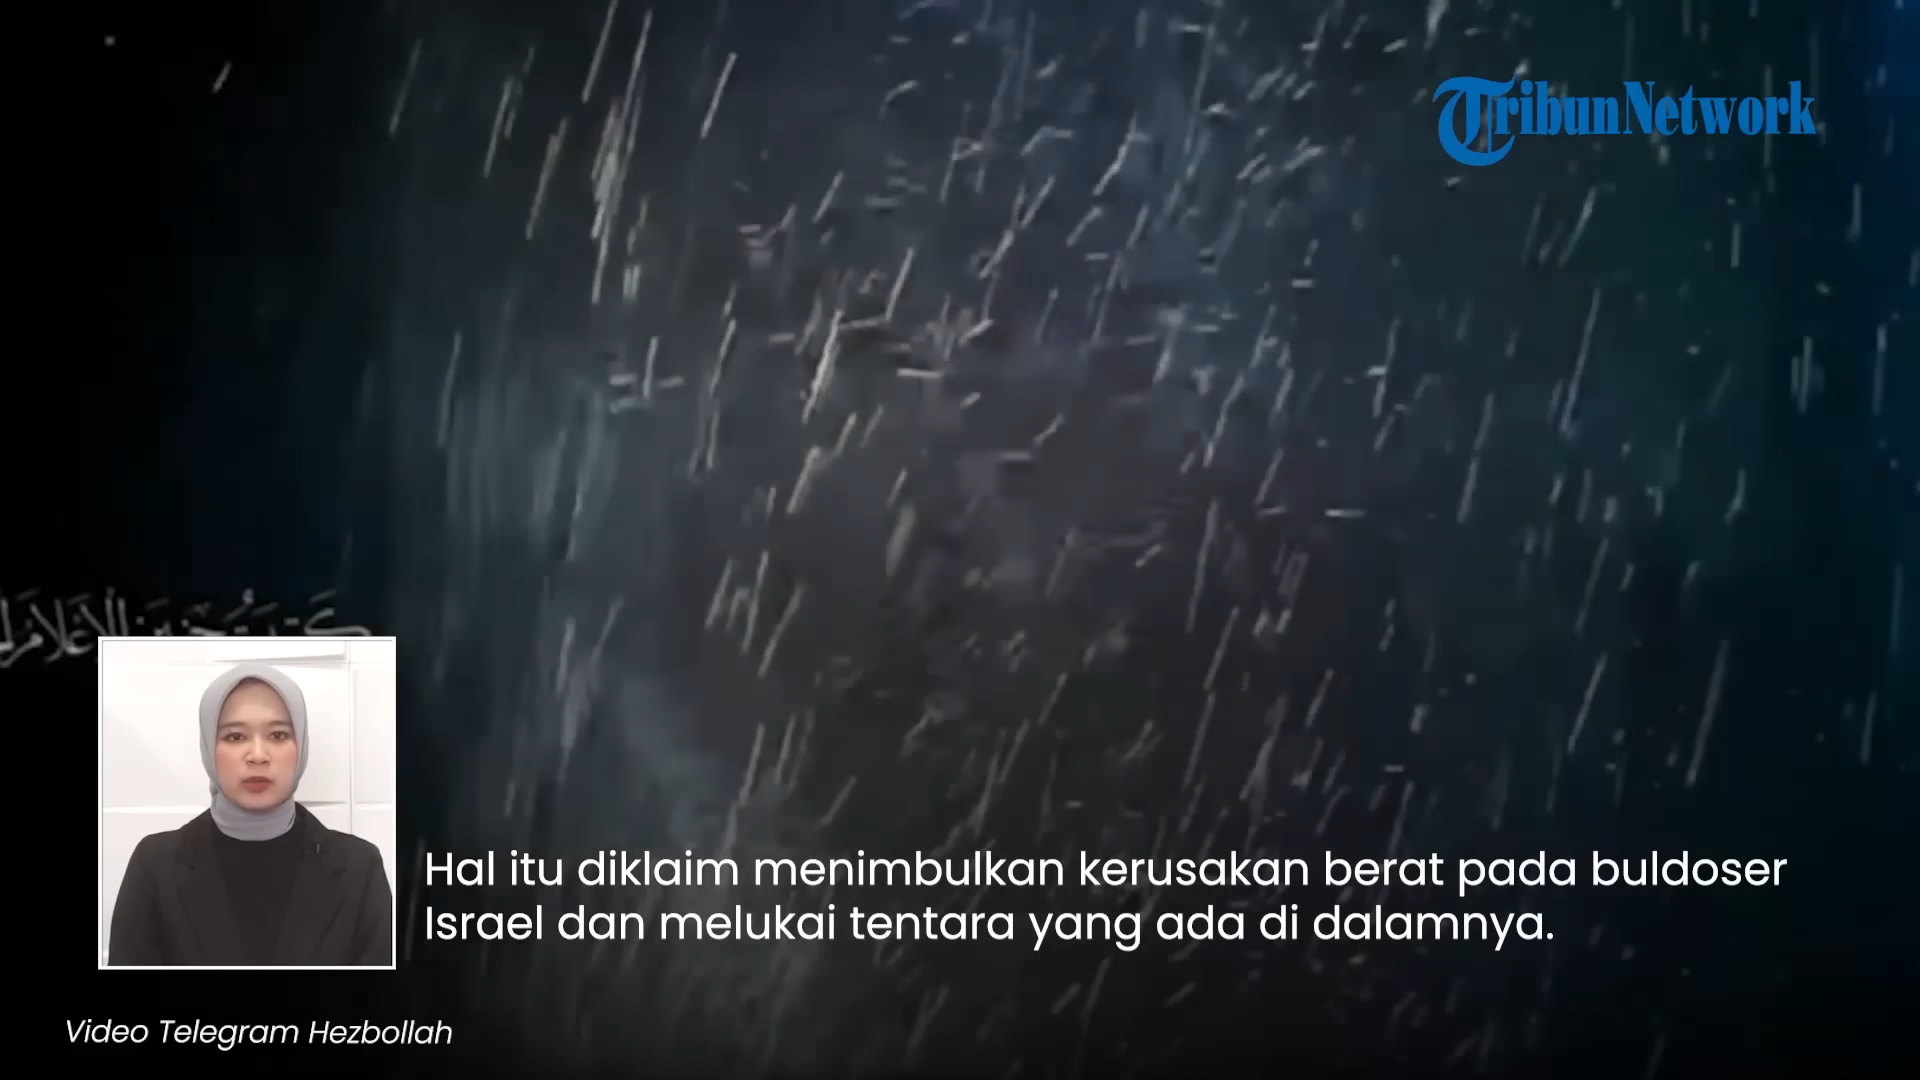 TribunNetwork
Hal itu diklaim menimbulkan kerusakan berat pada buldoser
Israel dan melukai tentara yang ada di dalamnya.
Video Telegram Hezbollah